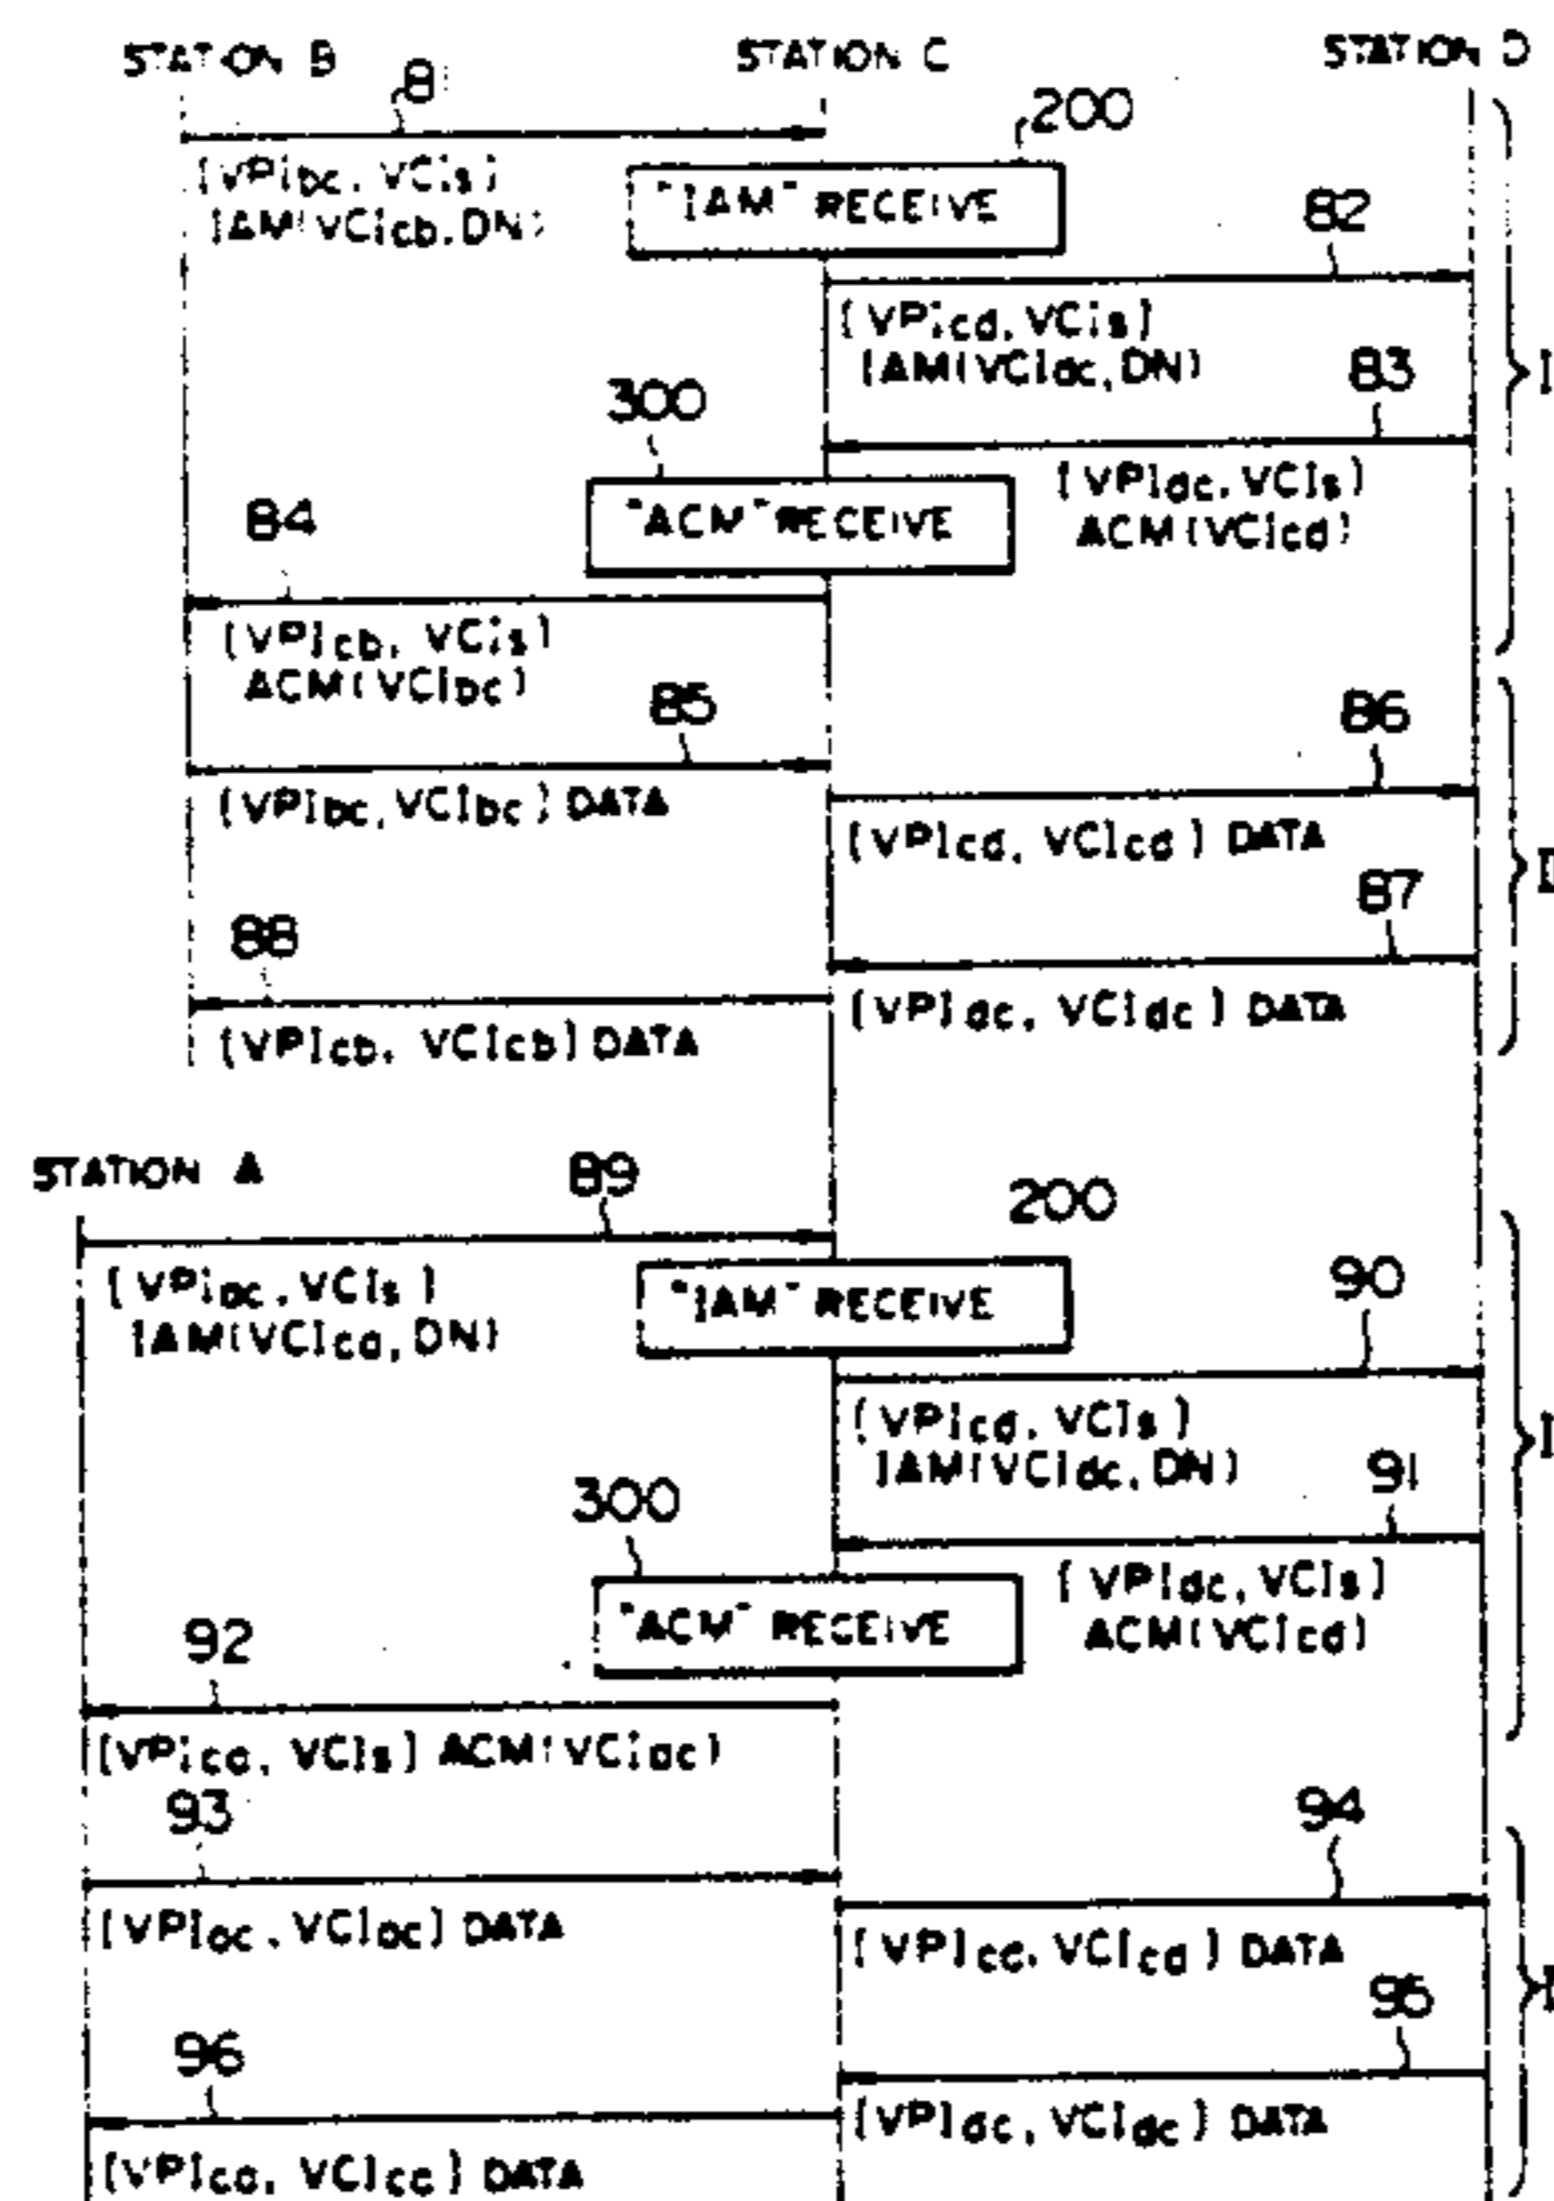 STATION B
STATION C
STATION D
81
200
(VPIbc, VCIs)
IAM(VCIcb, DN)
"IAM" RECEIVE
82
(VPIcd, VCIs)
IAM(VCIdc, DN)
83
I
300
(VPIdc, VCIs)
ACM(VCIcd)
"ACM" RECEIVE
84
(VPIcb, VCIs)
ACM(VCIbc)
85
86
(VPIbc, VCIbc) DATA
(VPIcd, VCIcd) DATA
87
88
(VPIdc, VCIdc) DATA
(VPIcb, VCIcb) DATA
STATION A
89
200
(VPIac, VCIs)
IAM(VCIca, DN)
"IAM" RECEIVE
90
(VPIcd, VCIs)
IAM(VCIdc, DN)
I
91
300
(VPIdc, VCIs)
ACM(VCIcd)
"ACM" RECEIVE
92
(VPIca, VCIs) ACM(VCIac)
93
94
(VPIac, VCIac) DATA
(VPIcd, VCIcd) DATA
95
96
(VPIdc, VCIdc) DATA
(VPIca, VCIca) DATA